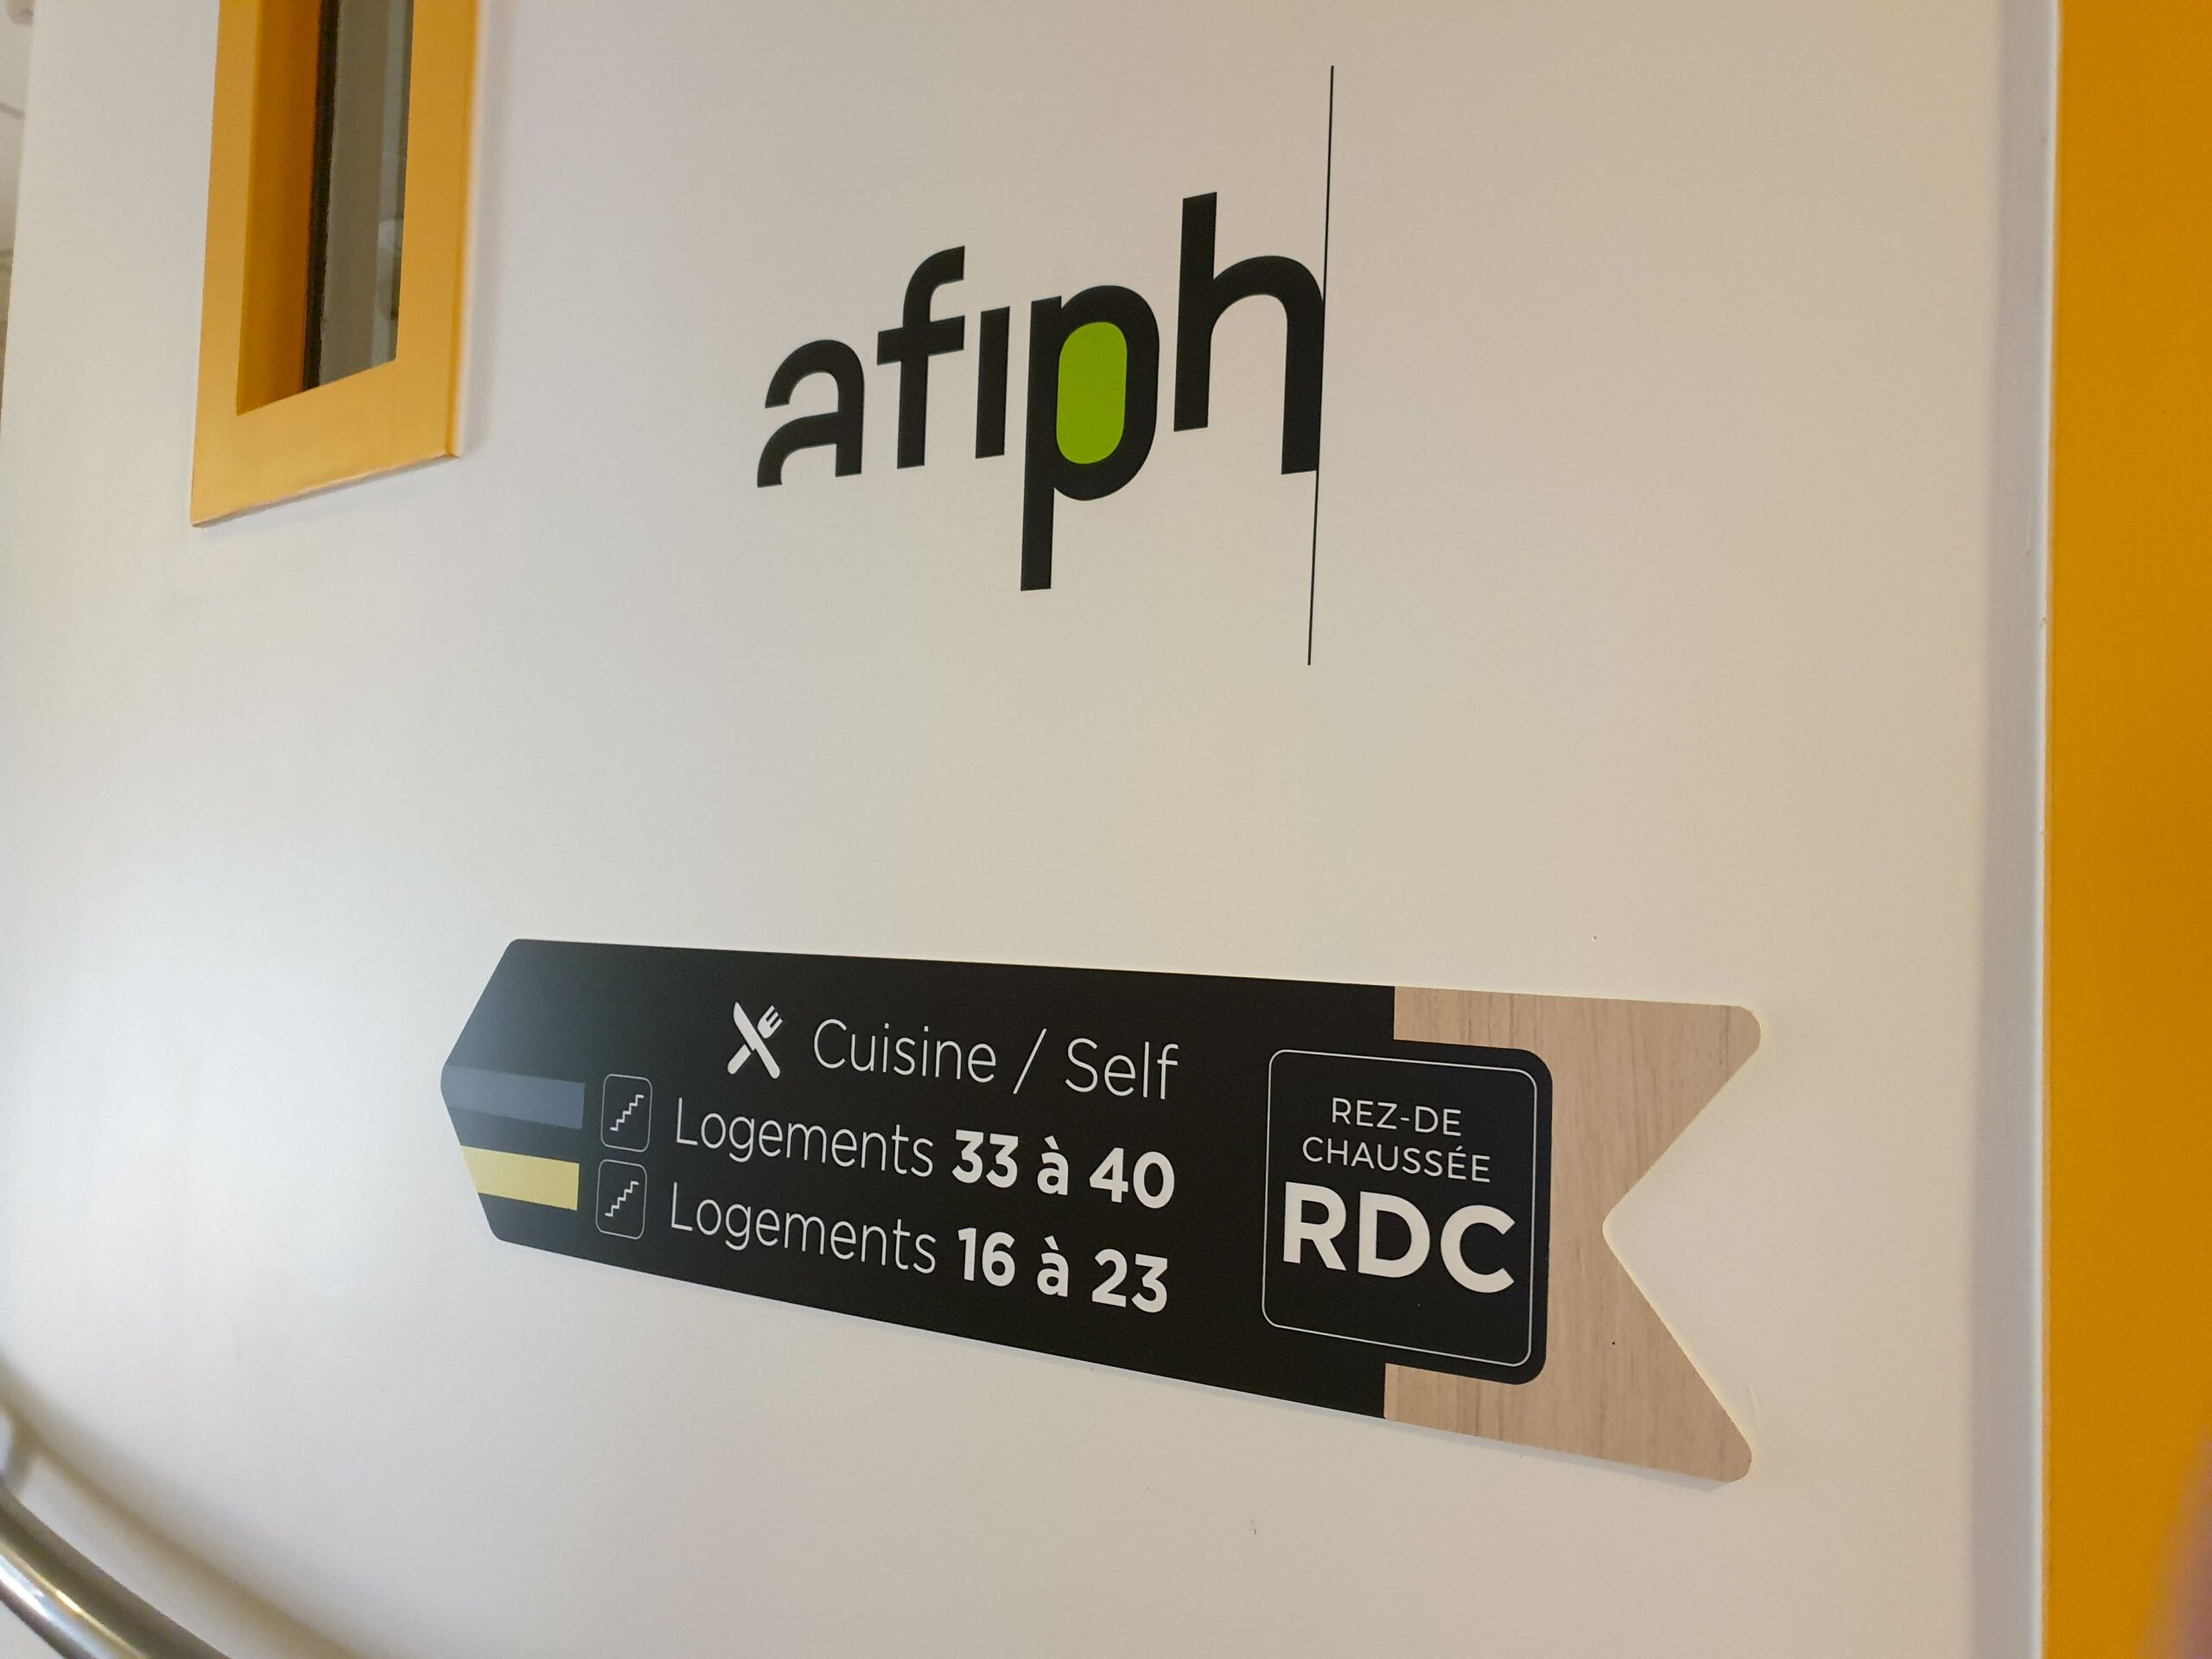 afiph
Cuisine / Self
Logements 33 à 40
Logements 16 à 23
REZ-DE
CHAUSSÉE
RDC